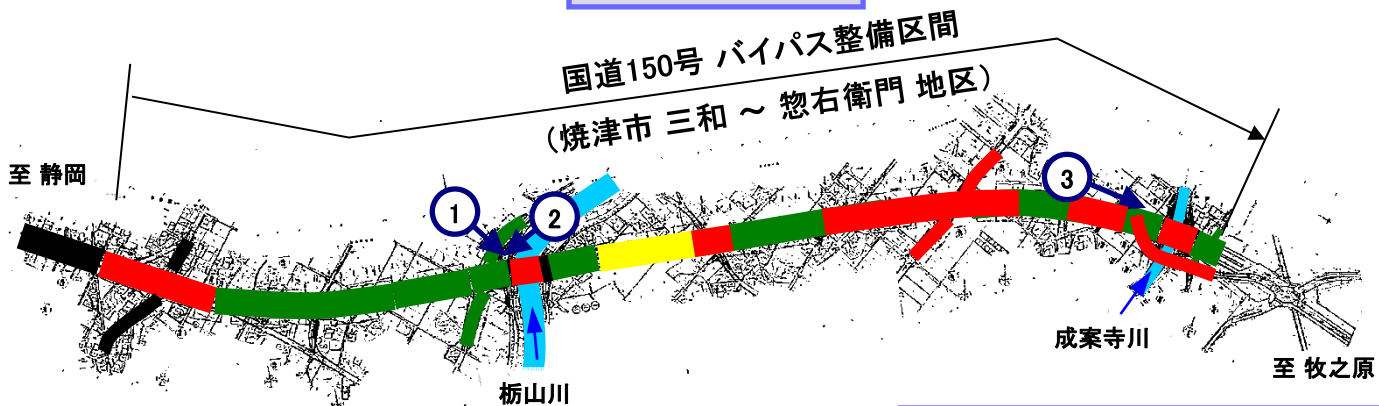 国道150号 バイパス整備区間
（焼津市 三和 ～ 惣右衛門 地区）
至 静岡
1
2
3
栃山川
成案寺川
至 牧之原